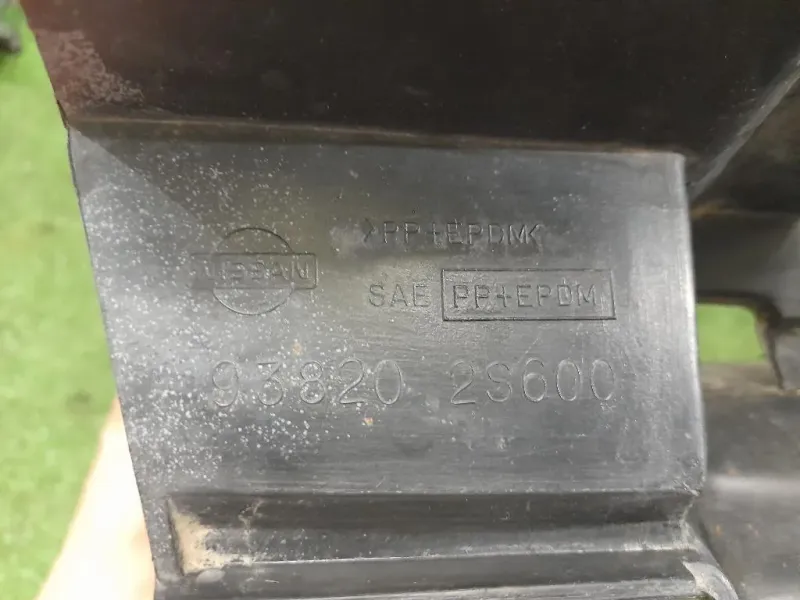 NISSAN
>PP+EPDM<
SAE PP+EPDM
93820 2S600